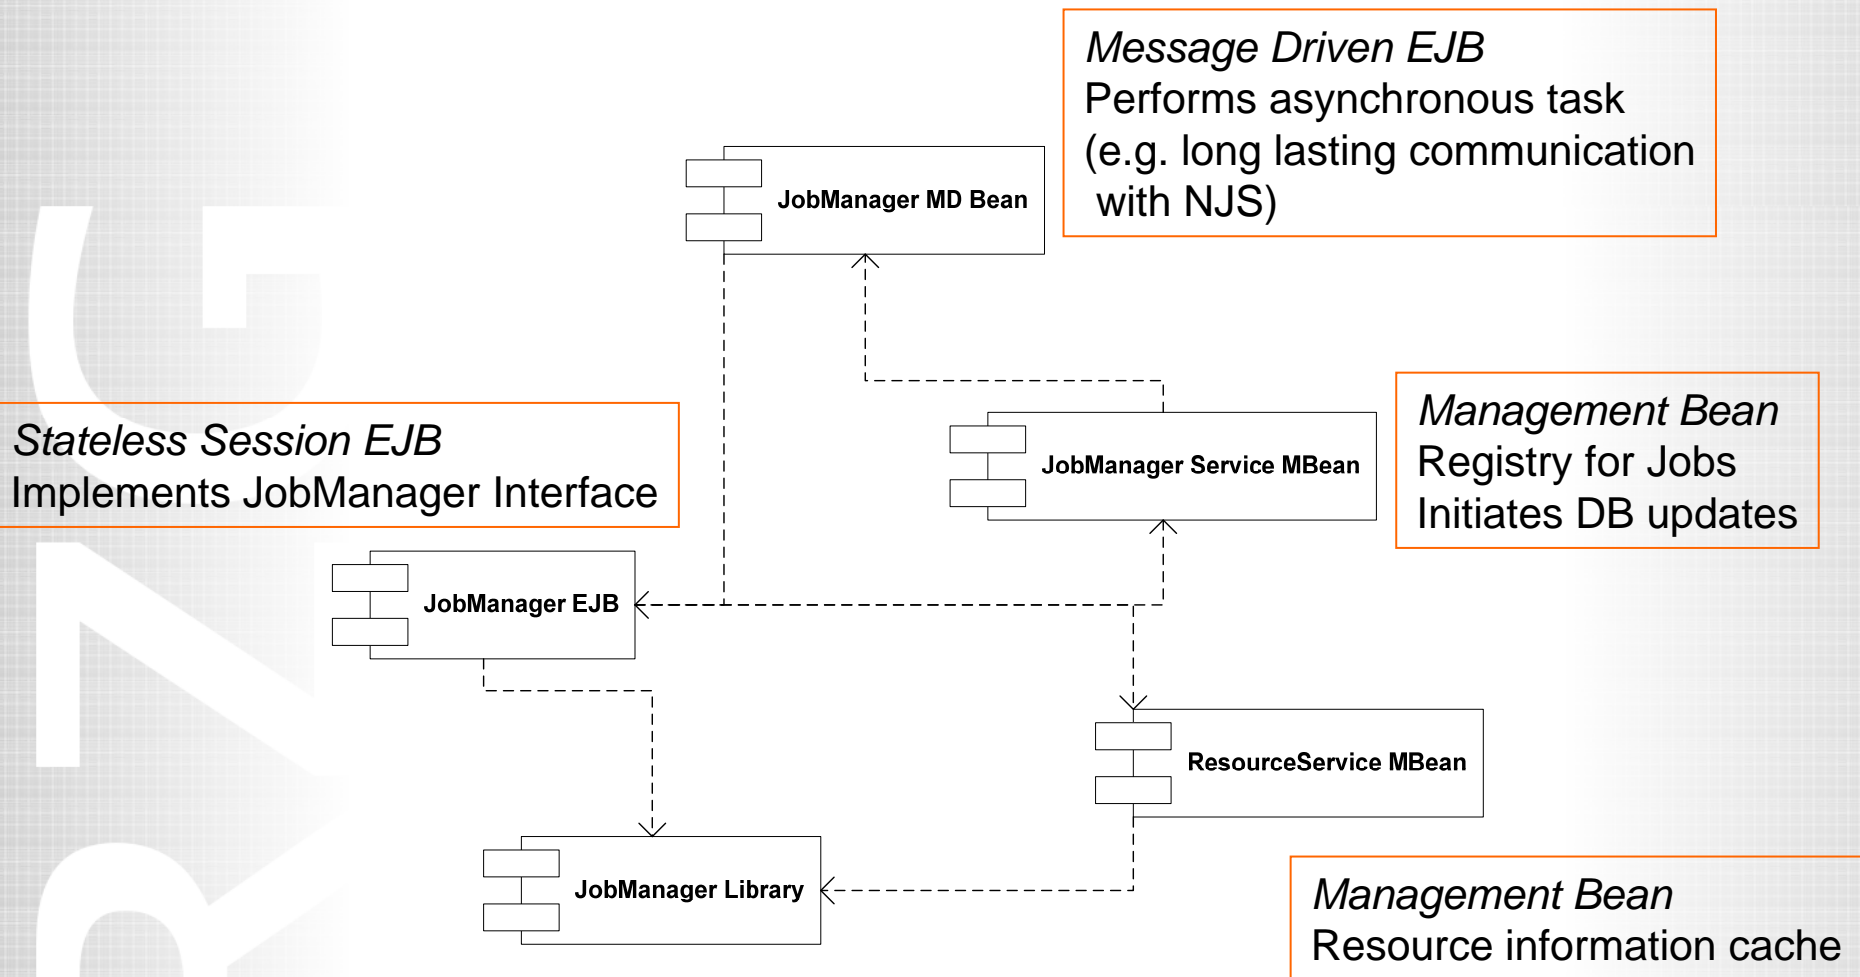 Message Driven EJB
Performs asynchronous task
(e.g. long lasting communication
with NJS)
JobManager MD Bean
Management Bean
Registry for Jobs
Initiates DB updates
Stateless Session EJB
Implements JobManager Interface
JobManager Service MBean
JobManager EJB
ResourceService MBean
JobManager Library
Management Bean
Resource information cache
RZG